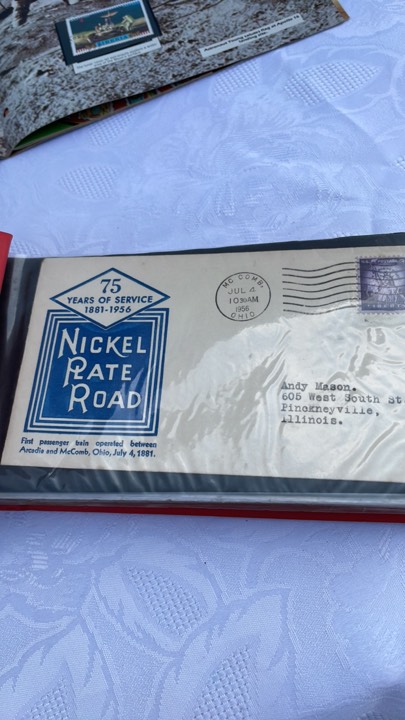 75
YEARS OF SERVICE
1881-1956
NICKEL
PLATE
ROAD
First passenger train operated between
Arcadia and McComb, Ohio, July 4, 1881.
MC COMB,
JUL 4
10 30 AM
1956
OHIO
Andy Mason.
605 West South St
Pinckneyville,
Illinois.